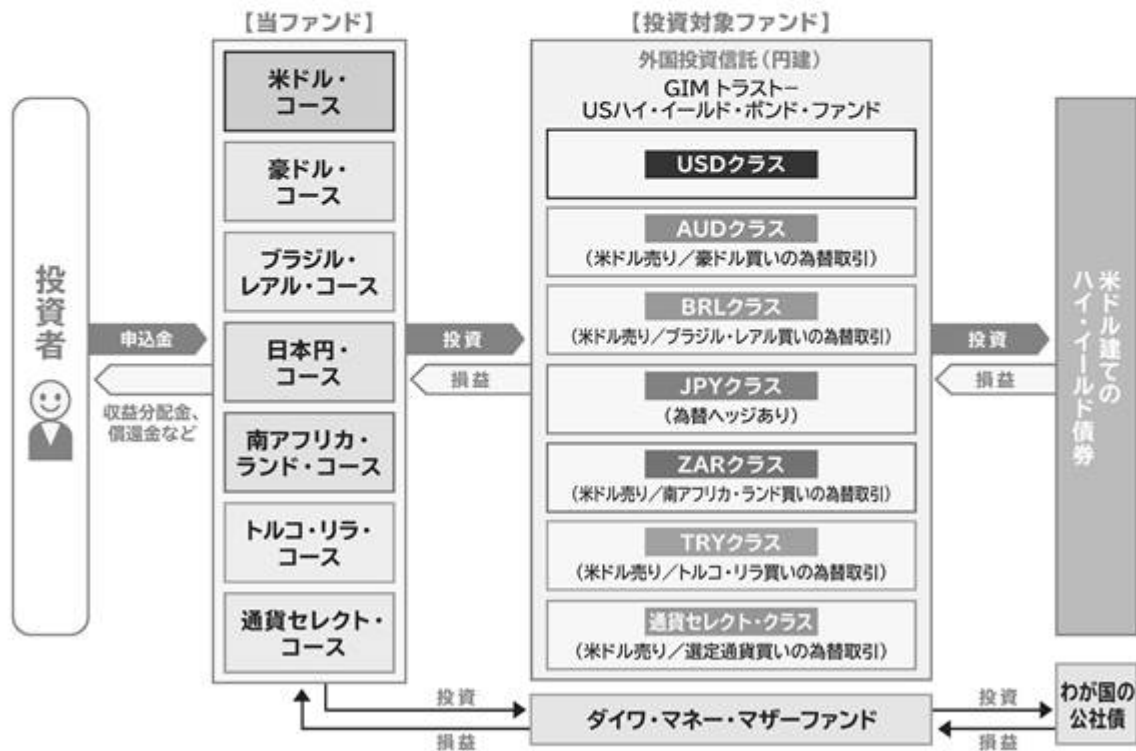 【当ファンド】
【投資対象ファンド】
投資者
申込金
収益分配金、
償還金など
米ドル・
コース
豪ドル・
コース
ブラジル・
レアル・コース
日本円・
コース
南アフリカ・
ランド・コース
トルコ・リラ・
コース
通貨セレクト・
コース
投資
損益
外国投資信託（円建）
GIM トラスト－
USハイ・イールド・ボンド・ファンド
USDクラス
AUDクラス
（米ドル売り／豪ドル買いの為替取引）
BRLクラス
（米ドル売り／ブラジル・レアル買いの為替取引）
JPYクラス
（為替ヘッジあり）
ZARクラス
（米ドル売り／南アフリカ・ランド買いの為替取引）
TRYクラス
（米ドル売り／トルコ・リラ買いの為替取引）
通貨セレクト・クラス
（米ドル売り／選定通貨買いの為替取引）
投資
損益
米ドル建ての
ハイ・イールド債券
投資
損益
ダイワ・マネー・マザーファンド
投資
損益
わが国の
公社債